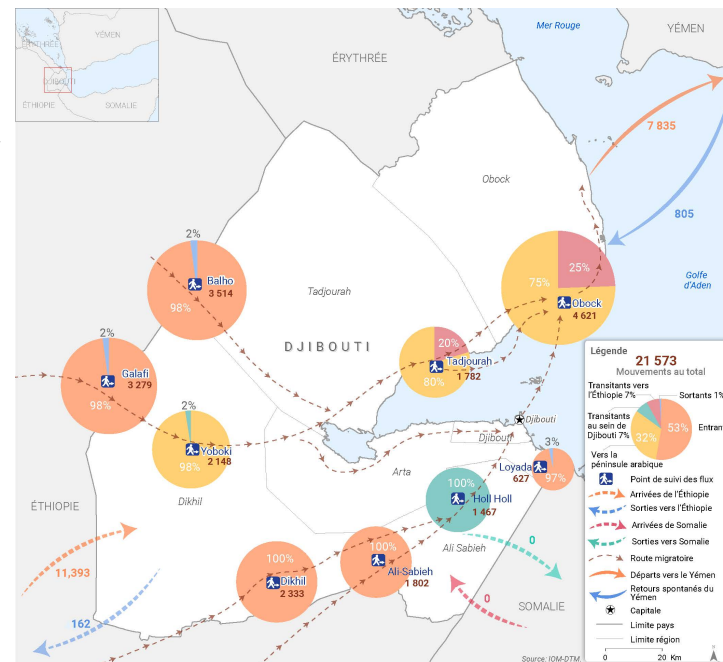 Mer Rouge
YÉMEN
YÉMEN
ÉRYTHRÉE
DJIBOUTI
ÉTHIOPIE
SOMALIE
ÉRYTHRÉE
7 835
Obock
805
2%
Balho
3 514
98%
Tadjourah
25%
75%
Obock
4 621
Golfe
d'Aden
DJIBOUTI
2%
Galafi
3 279
98%
20%
Tadjourah
1 782
80%
2%
Yoboki
2 148
98%
Dikhil
Djibouti
Djibouti
Arta
3%
Loyada
627
97%
100%
Holl Holl
1 467
Ali Sabieh
ÉTHIOPIE
11,393
162
100%
Dikhil
2 333
100%
Ali-Sabieh
1 802
0
0
SOMALIE
Source: IOM-DTM
Légende
21 573
Mouvements au total
Transitants vers
l'Éthiopie 7%
Sortants 1%
Transitants
au sein de
Djibouti 7%
53%
Entrant
32%
Vers la
péninsule arabique
Point de suivi des flux
Arrivées de l'Éthiopie
Sorties vers l'Éthiopie
Arrivées de Somalie
Sorties vers Somalie
Route migratoire
Départs vers le Yémen
Retours spontanés du
Yémen
Capitale
Limite pays
Limite région
0 20 Km